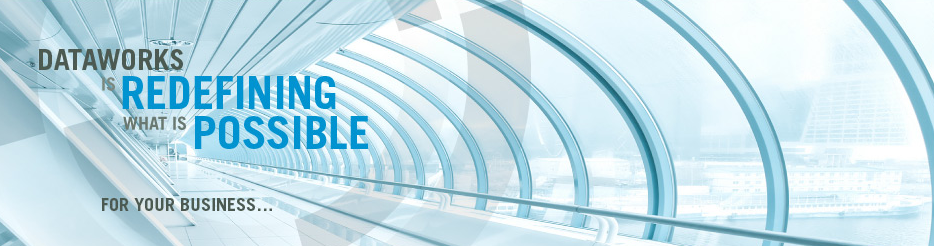 DATAWORKS
IS REDEFINING
WHAT IS POSSIBLE
FOR YOUR BUSINESS...